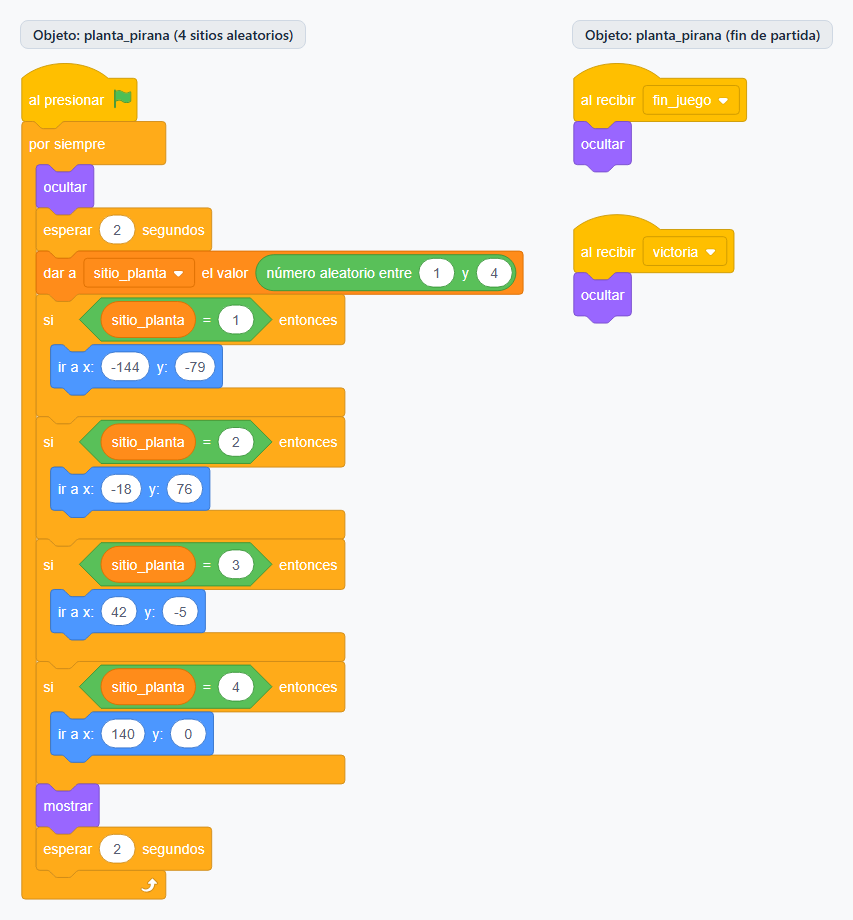 Objeto: planta_pirana (4 sitios aleatorios)
al presionar
por siempre
ocultar
esperar 2 segundos
dar a sitio_planta el valor número aleatorio entre 1 y 4
si sitio_planta = 1 entonces
ir a x: -144 y: -79
si sitio_planta = 2 entonces
ir a x: -18 y: 76
si sitio_planta = 3 entonces
ir a x: 42 y: -5
si sitio_planta = 4 entonces
ir a x: 140 y: 0
mostrar
esperar 2 segundos
Objeto: planta_pirana (fin de partida)
al recibir fin_juego
ocultar
al recibir victoria
ocultar